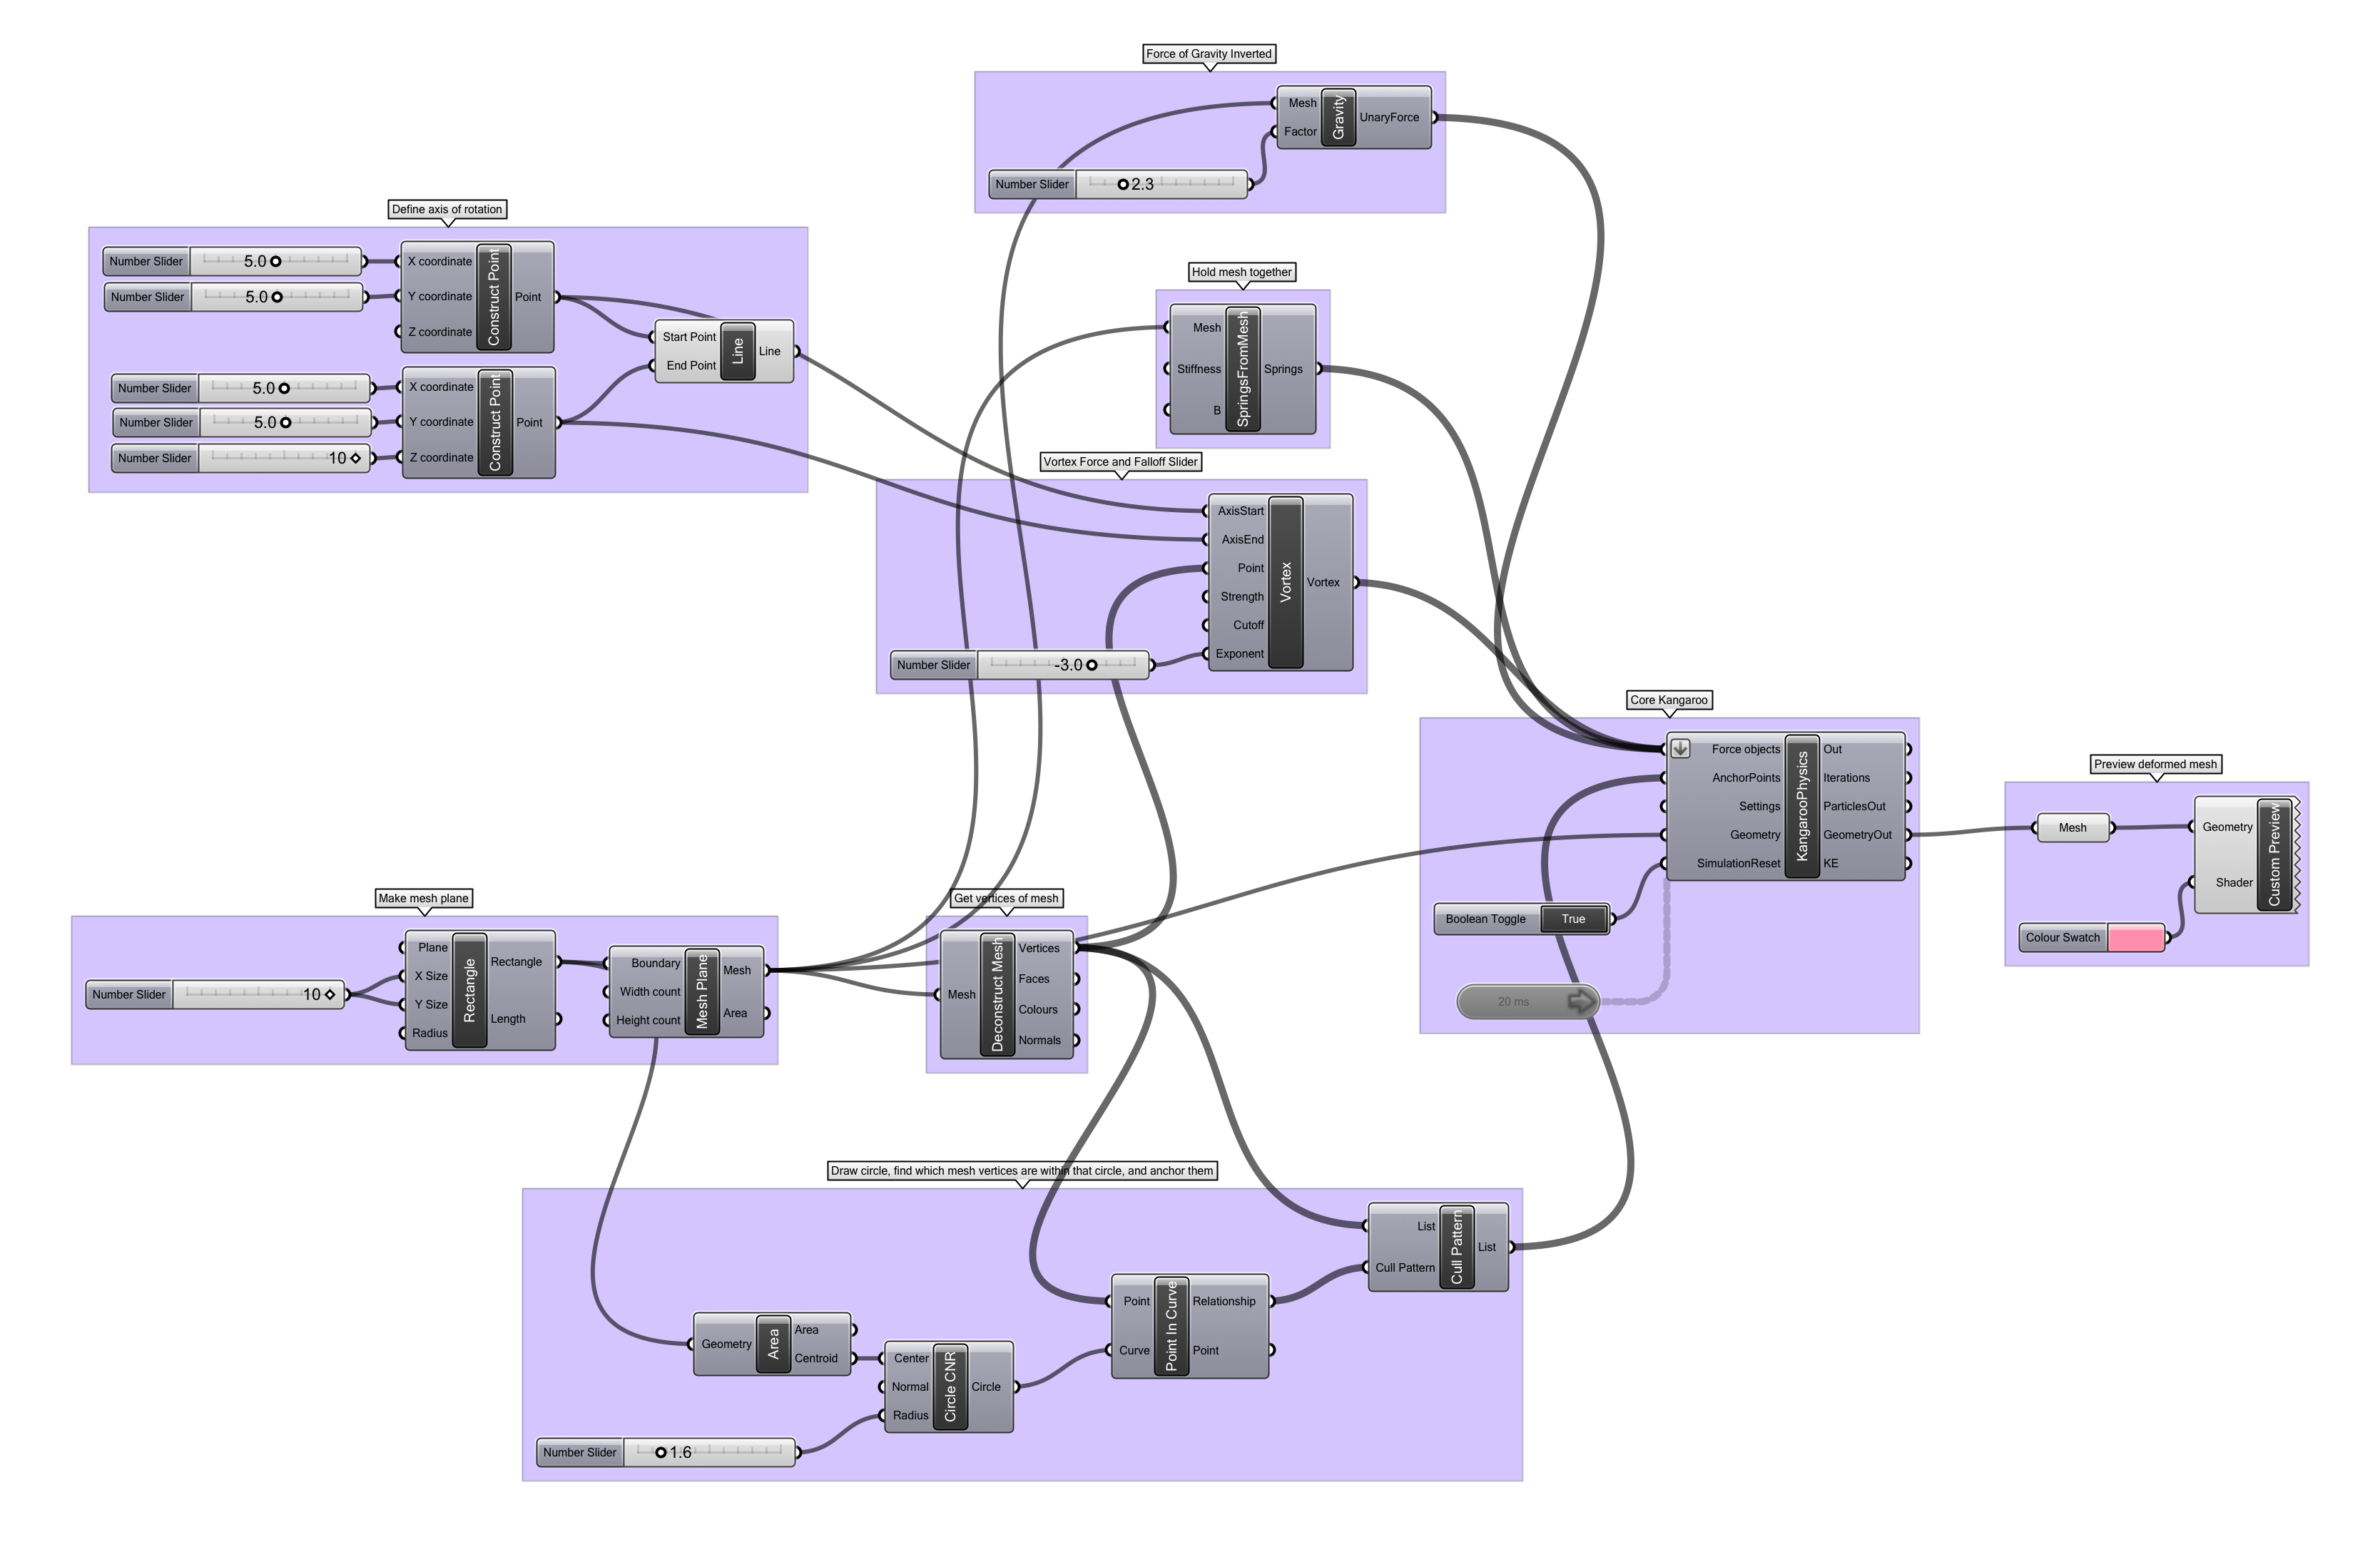 Force of Gravity Inverted
Mesh
Factor
Gravity
UnaryForce
Number Slider
2.3
Define axis of rotation
Number Slider
5.0
Number Slider
5.0
X coordinate
Y coordinate
Z coordinate
Construct Point
Point
Number Slider
5.0
Number Slider
5.0
Number Slider
10
X coordinate
Y coordinate
Z coordinate
Construct Point
Point
Start Point
End Point
Line
Line
Hold mesh together
Mesh
Stiffness
B
SpringsFromMesh
Springs
Vortex Force and Falloff Slider
AxisStart
AxisEnd
Point
Strength
Cutoff
Exponent
Vortex
Vortex
Number Slider
-3.0
Core Kangaroo
Force objects
AnchorPoints
Settings
Geometry
SimulationReset
KangarooPhysics
Out
Iterations
ParticlesOut
GeometryOut
KE
Boolean Toggle
True
20 ms
Preview deformed mesh
Mesh
Geometry
Shader
Custom Preview
Colour Swatch
Make mesh plane
Number Slider
10
Plane
X Size
Y Size
Radius
Rectangle
Rectangle
Length
Boundary
Width count
Height count
Mesh Plane
Mesh
Area
Get vertices of mesh
Mesh
Deconstruct Mesh
Vertices
Faces
Colours
Normals
Draw circle, find which mesh vertices are within that circle, and anchor them
Geometry
Area
Area
Centroid
Center
Normal
Radius
Circle CNR
Circle
Number Slider
1.6
Point
Curve
Point In Curve
Relationship
Point
List
Cull Pattern
Cull Pattern
List